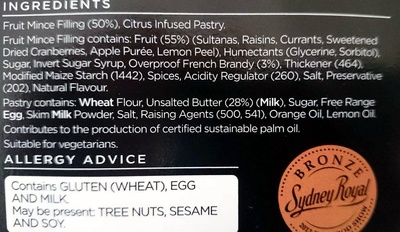 INGREDIENTS
Fruit Mince Filling (50%), Citrus Infused Pastry.
Fruit Mince Filling contains: Fruit (55%) (Sultanas, Raisins, Currants, Sweetened
Dried Cranberries, Apple Purée, Lemon Peel), Humectants (Glycerine, Sorbitol),
Sugar, Invert Sugar Syrup, Overproof French Brandy (3%), Thickener (464),
Modified Maize Starch (1442), Spices, Acidity Regulator (260), Salt, Preservative
(202), Natural Flavour.
Pastry contains: Wheat Flour, Unsalted Butter (28%) (Milk), Sugar, Free Range
Egg, Skim Milk Powder, Salt, Raising Agents (500, 541), Orange Oil, Lemon Oil.
Contributes to the production of certified sustainable palm oil.
Suitable for vegetarians.
ALLERGY ADVICE
Contains GLUTEN (WHEAT), EGG
AND MILK.
May be present: TREE NUTS, SESAME
AND SOY.
BRONZE
Sydney Royal
SHOW